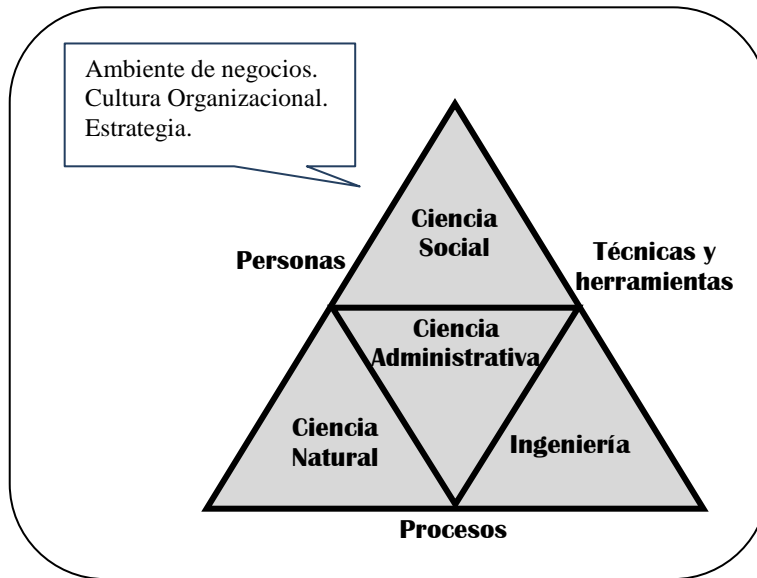 Ambiente de negocios.
Cultura Organizacional.
Estrategia.
Ciencia
Social
Personas
Técnicas y
herramientas
Ciencia
Administrativa
Ciencia
Natural
Ingeniería
Procesos